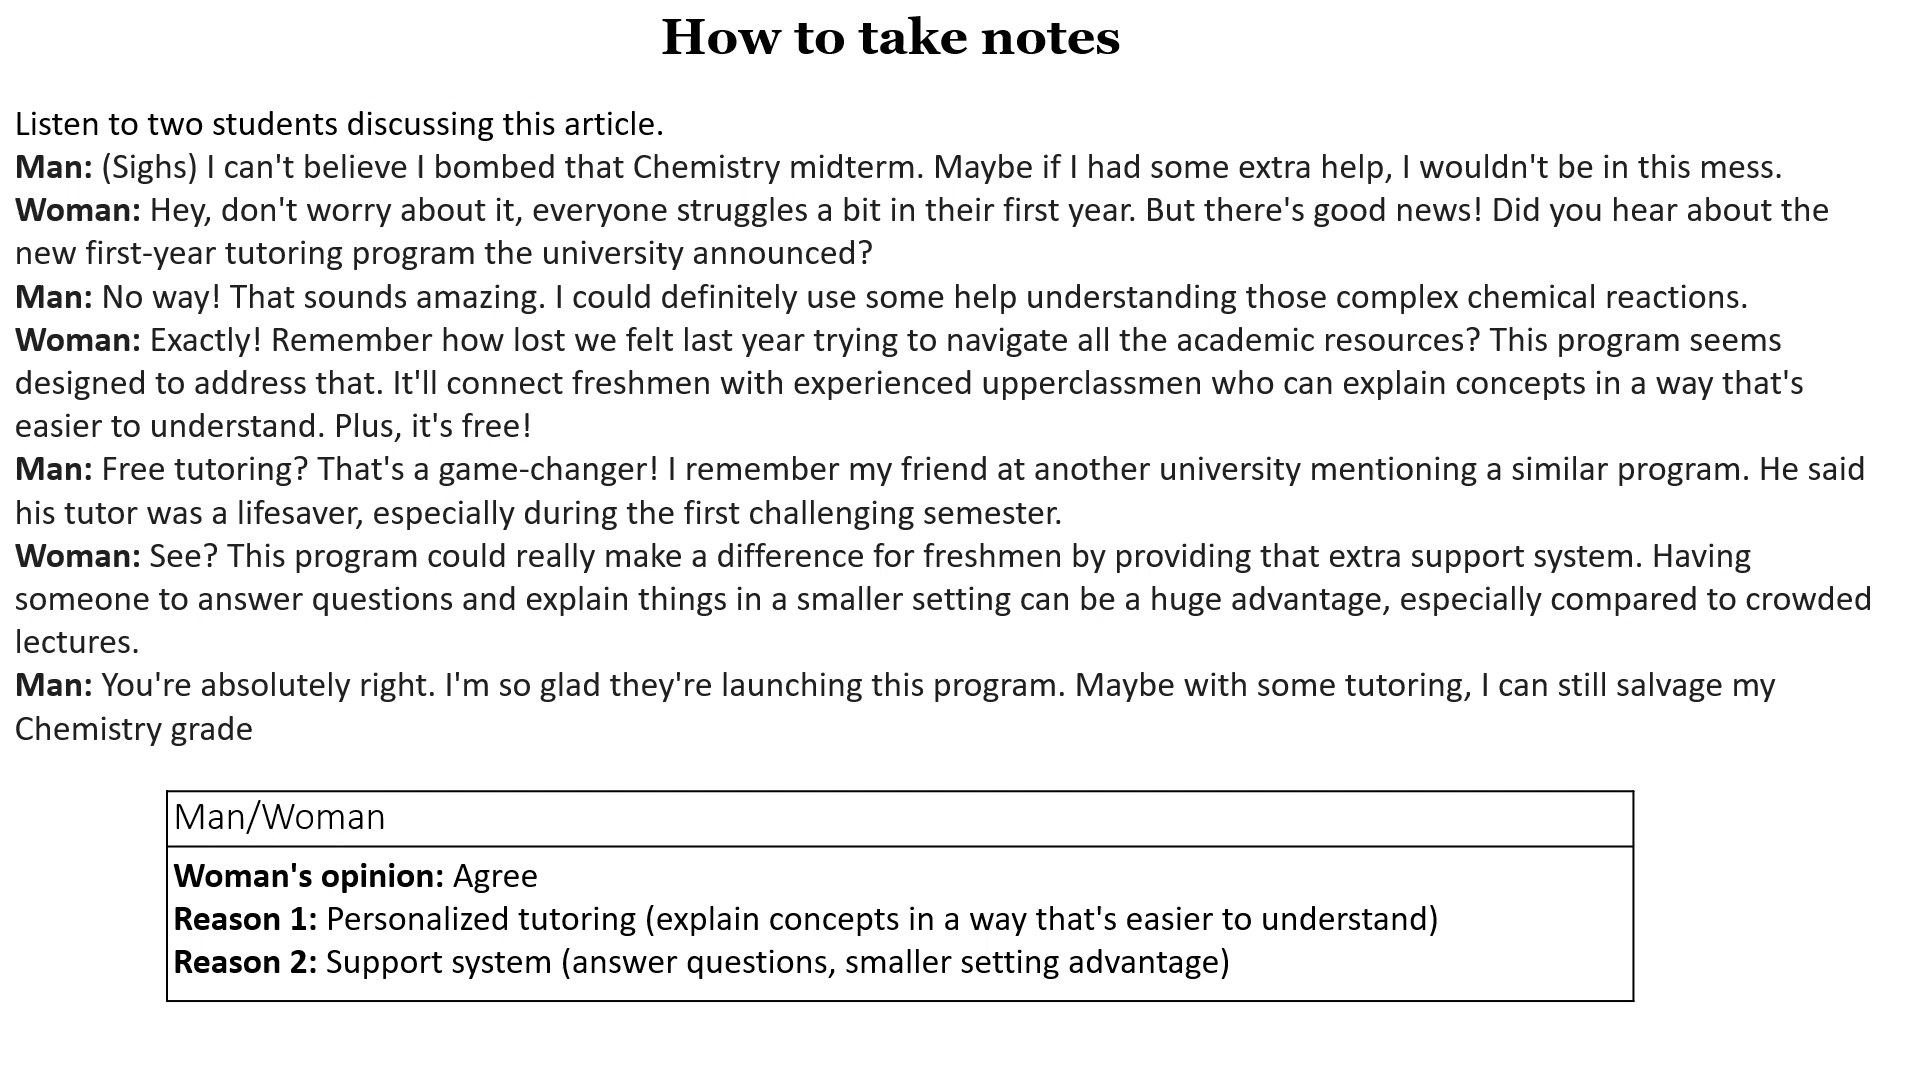 How to take notes
Listen to two students discussing this article.
Man: (Sighs) I can't believe I bombed that Chemistry midterm. Maybe if I had some extra help, I wouldn't be in this mess.
Woman: Hey, don't worry about it, everyone struggles a bit in their first year. But there's good news! Did you hear about the
new first-year tutoring program the university announced?
Man: No way! That sounds amazing. I could definitely use some help understanding those complex chemical reactions.
Woman: Exactly! Remember how lost we felt last year trying to navigate all the academic resources? This program seems
designed to address that. It'll connect freshmen with experienced upperclassmen who can explain concepts in a way that's
easier to understand. Plus, it's free!
Man: Free tutoring? That's a game-changer! I remember my friend at another university mentioning a similar program. He said
his tutor was a lifesaver, especially during the first challenging semester.
Woman: See? This program could really make a difference for freshmen by providing that extra support system. Having
someone to answer questions and explain things in a smaller setting can be a huge advantage, especially compared to crowded
lectures.
Man: You're absolutely right. I'm so glad they're launching this program. Maybe with some tutoring, I can still salvage my
Chemistry grade
Man/Woman
Woman's opinion: Agree
Reason 1: Personalized tutoring (explain concepts in a way that's easier to understand)
Reason 2: Support system (answer questions, smaller setting advantage)